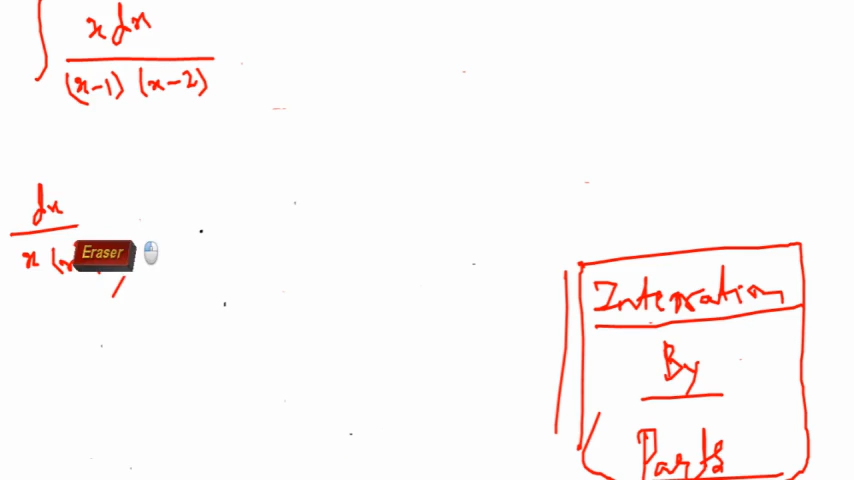 ∫ x dx
(x-1) (x-2)
dx
x (x
Eraser
Integration
By
Parts